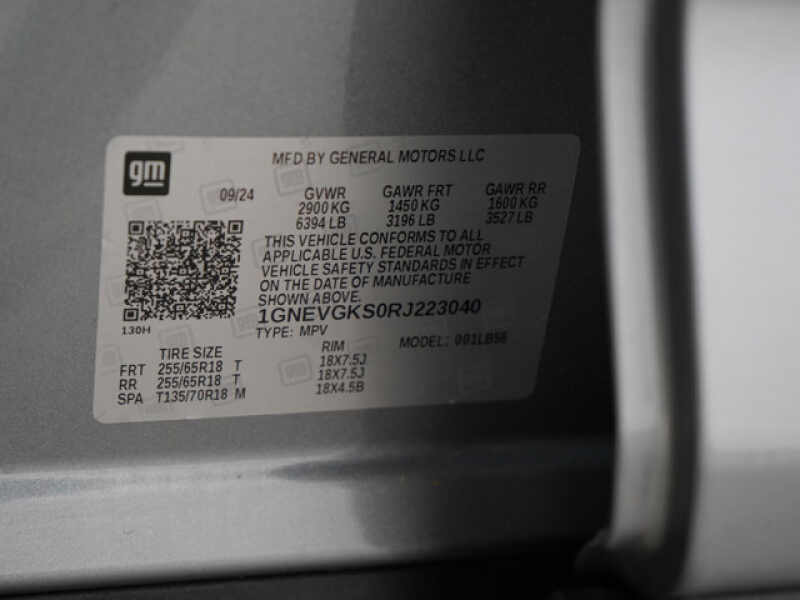 gm
MFD BY GENERAL MOTORS LLC
09/24 GVWR GAWR FRT GAWR RR
2900 KG 1450 KG 1600 KG
6394 LB 3196 LB 3527 LB
THIS VEHICLE CONFORMS TO ALL
APPLICABLE U.S. FEDERAL MOTOR
VEHICLE SAFETY STANDARDS IN EFFECT
ON THE DATE OF MANUFACTURE
SHOWN ABOVE.
1GNEVGKS0RJ223040
130H
TYPE: MPV MODEL: 001LB56
TIRE SIZE RIM
FRT 255/65R18 T 18X7.5J
RR 255/65R18 T 18X7.5J
SPA T135/70R18 M 18X4.5B